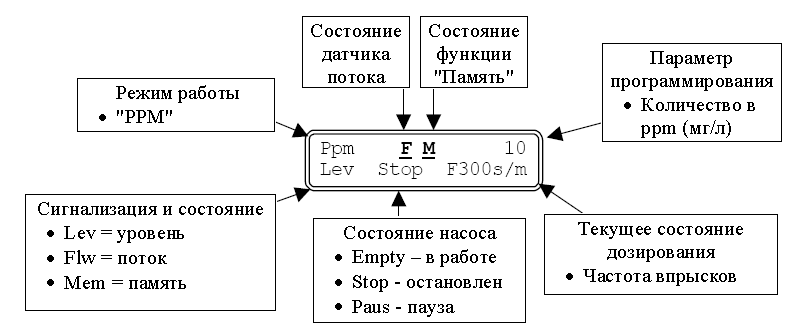 Состояние
датчика
потока
Состояние
функции
"Память"
Параметр
программирования
• Количество в
ppm (мг/л)
Режим работы
• "PPM"
Ppm F M 10
Lev Stop F300s/m
Сигнализация и состояние
• Lev = уровень
• Flw = поток
• Mem = память
Состояние насоса
• Empty – в работе
• Stop - остановлен
• Paus - пауза
Текущее состояние
дозирования
• Частота впрысков